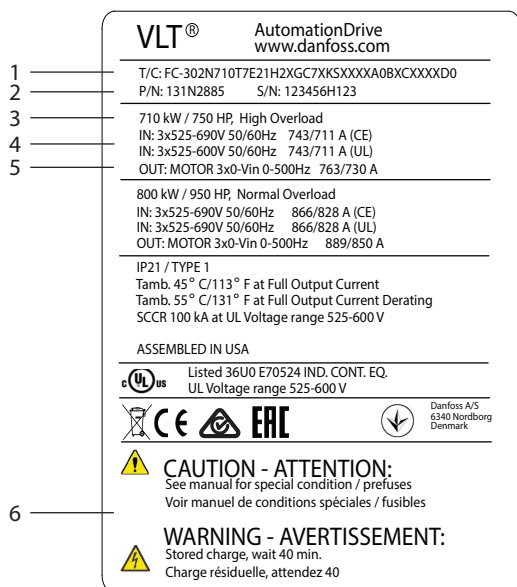 VLT® AutomationDrive
www.danfoss.com
1 T/C: FC-302N710T7E21H2XGC7XKSXXXXA0BXCXXXXD0
2 P/N: 131N2885 S/N: 123456H123
3 710 kW / 750 HP, High Overload
4 IN: 3x525-690V 50/60Hz 743/711 A (CE)
IN: 3x525-600V 50/60Hz 743/711 A (UL)
5 OUT: MOTOR 3x0-Vin 0-500Hz 763/730 A
800 kW / 950 HP, Normal Overload
IN: 3x525-690V 50/60Hz 866/828 A (CE)
IN: 3x525-690V 50/60Hz 866/828 A (UL)
OUT: MOTOR 3x0-Vin 0-500Hz 889/850 A
IP21 / TYPE 1
Tamb. 45° C/113° F at Full Output Current
Tamb. 55° C/131° F at Full Output Current Derating
SCCR 100 kA at UL Voltage range 525-600 V
ASSEMBLED IN USA
c UL us Listed 36U0 E70524 IND. CONT. EQ.
UL Voltage range 525-600 V
CE EAC
Danfoss A/S
6340 Nordborg
Denmark
CAUTION - ATTENTION:
See manual for special condition / prefuses
Voir manuel de conditions spéciales / fusibles
6
WARNING - AVERTISSEMENT:
Stored charge, wait 40 min.
Charge résiduelle, attendez 40